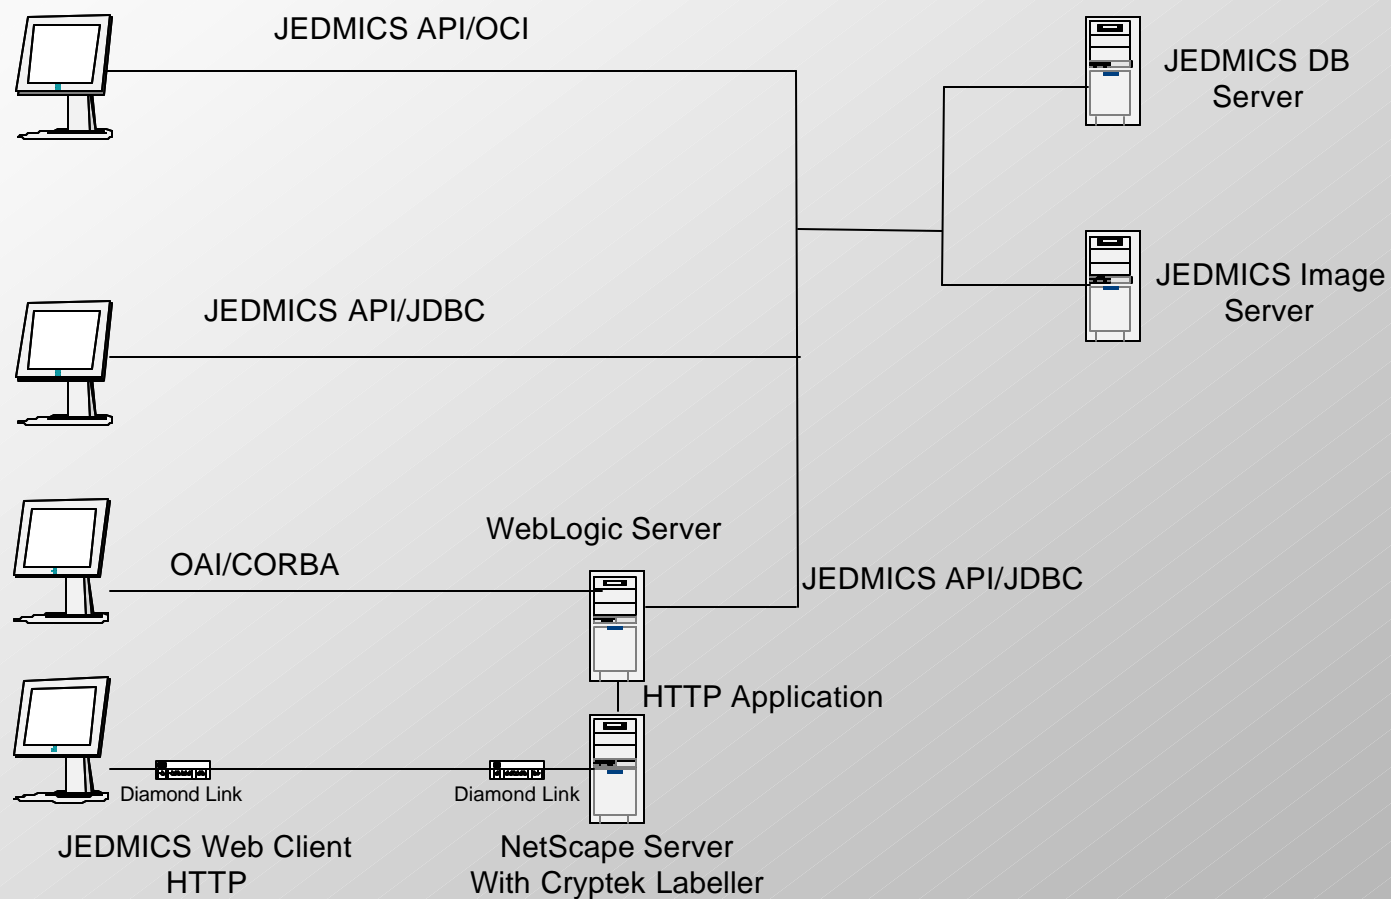 JEDMICS API/OCI
JEDMICS DB
Server
JEDMICS Image
Server
JEDMICS API/JDBC
WebLogic Server
OAI/CORBA
JEDMICS API/JDBC
HTTP Application
Diamond Link
Diamond Link
JEDMICS Web Client
HTTP
NetScape Server
With Cryptek Labeller